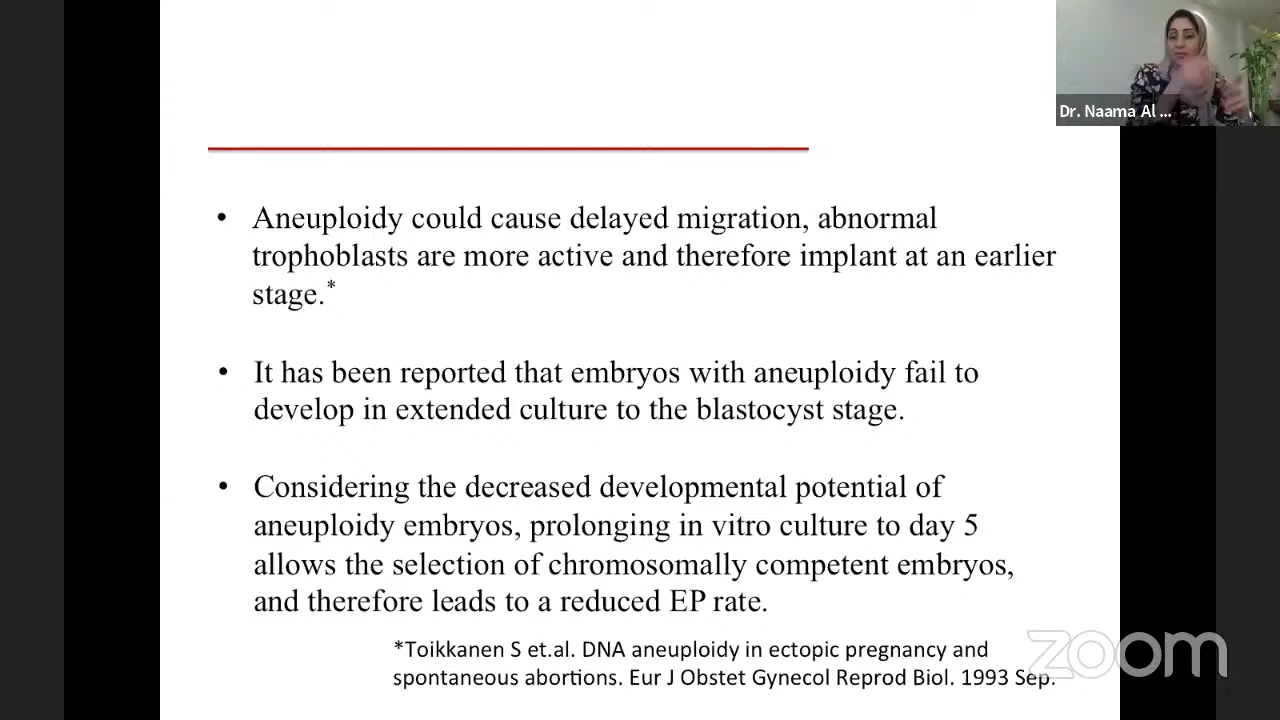 Dr. Naama Al ...
• Aneuploidy could cause delayed migration, abnormal
trophoblasts are more active and therefore implant at an earlier
stage.*
• It has been reported that embryos with aneuploidy fail to
develop in extended culture to the blastocyst stage.
• Considering the decreased developmental potential of
aneuploidy embryos, prolonging in vitro culture to day 5
allows the selection of chromosomally competent embryos,
and therefore leads to a reduced EP rate.
*Toikkanen S et.al. DNA aneuploidy in ectopic pregnancy and
spontaneous abortions. Eur J Obstet Gynecol Reprod Biol. 1993 Sep.
zoom